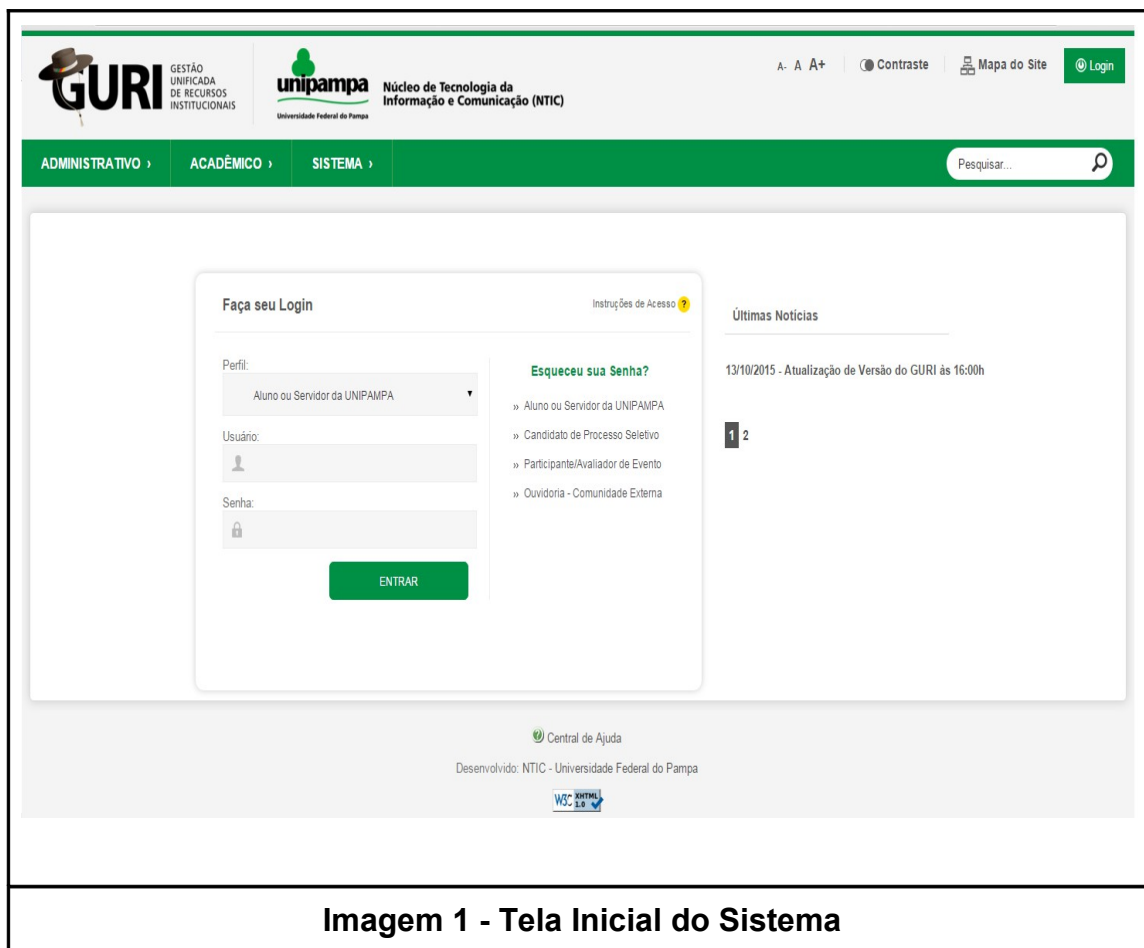 GURI
GESTÃO
UNIFICADA
DE RECURSOS
INSTITUCIONAIS
unipampa
Universidade Federal do Pampa
Núcleo de Tecnologia da
Informação e Comunicação (NTIC)
A- A A+ Contraste Mapa do Site Login
ADMINISTRATIVO › ACADÊMICO › SISTEMA › Pesquisar...
Faça seu Login
Instruções de Acesso ?
Perfil:
Aluno ou Servidor da UNIPAMPA
Usuário:
Senha:
ENTRAR
Esqueceu sua Senha?
» Aluno ou Servidor da UNIPAMPA
» Candidato de Processo Seletivo
» Participante/Avaliador de Evento
» Ouvidoria - Comunidade Externa
Últimas Notícias
13/10/2015 - Atualização de Versão do GURI às 16:00h
1 2
Central de Ajuda
Desenvolvido: NTIC - Universidade Federal do Pampa
W3C XHTML 1.0
Imagem 1 - Tela Inicial do Sistema